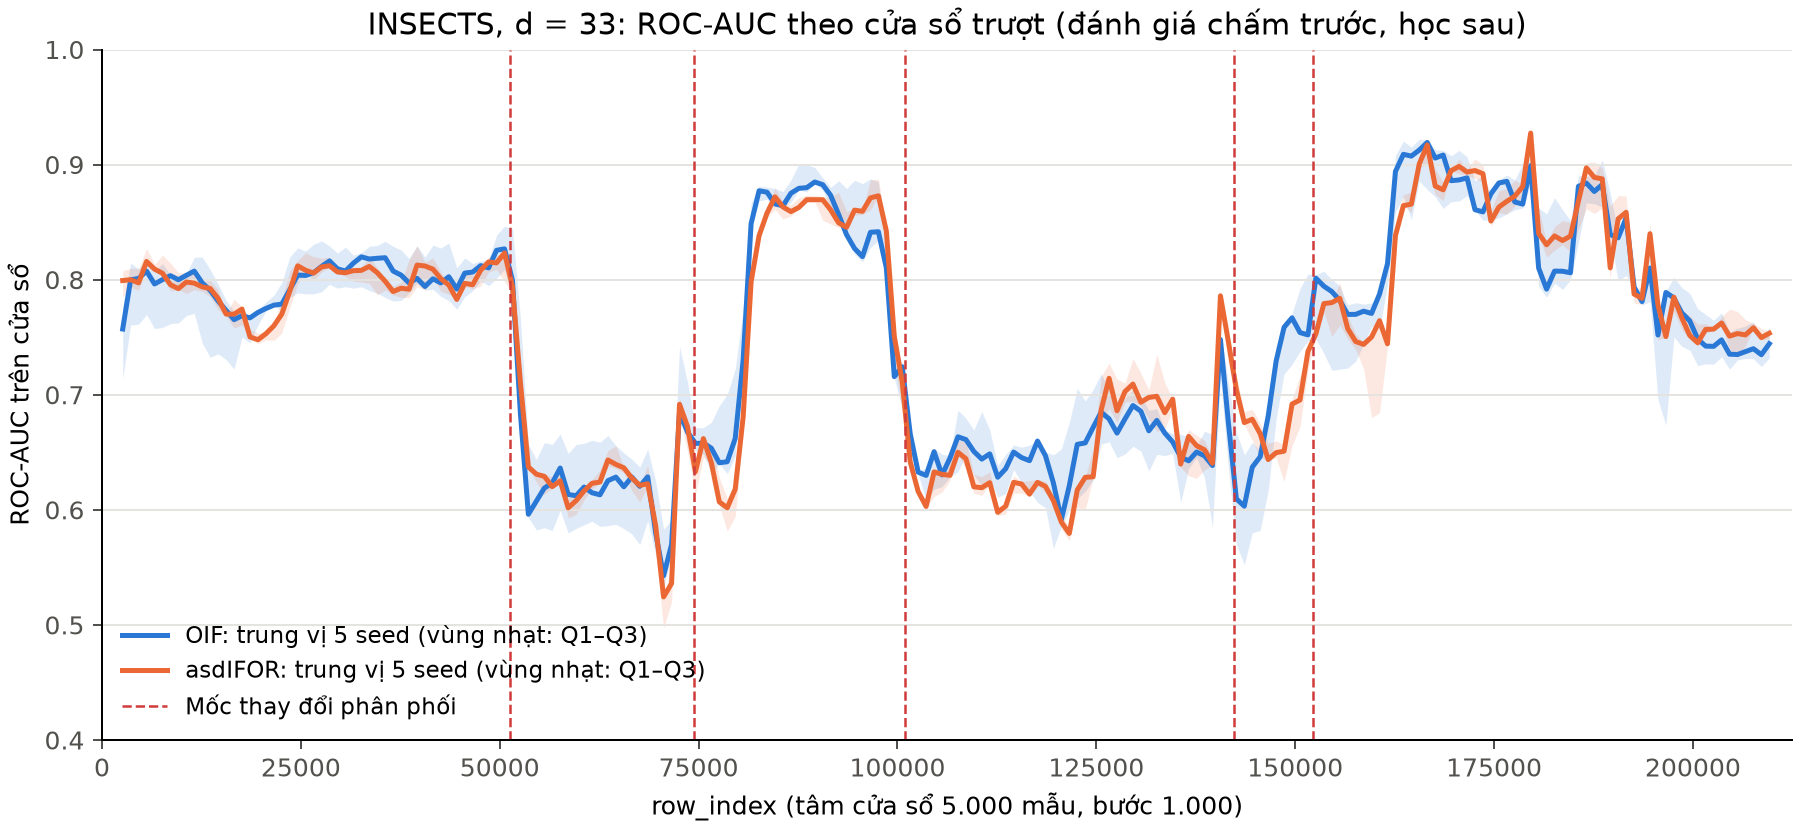 INSECTS, d = 33: ROC-AUC theo cửa sổ trượt (đánh giá chấm trước, học sau)
ROC-AUC trên cửa sổ
1.0
0.9
0.8
0.7
0.6
0.5
0.4
OIF: trung vị 5 seed (vùng nhạt: Q1–Q3)
asdIFOR: trung vị 5 seed (vùng nhạt: Q1–Q3)
Mốc thay đổi phân phối
0 25000 50000 75000 100000 125000 150000 175000 200000
row_index (tâm cửa sổ 5.000 mẫu, bước 1.000)